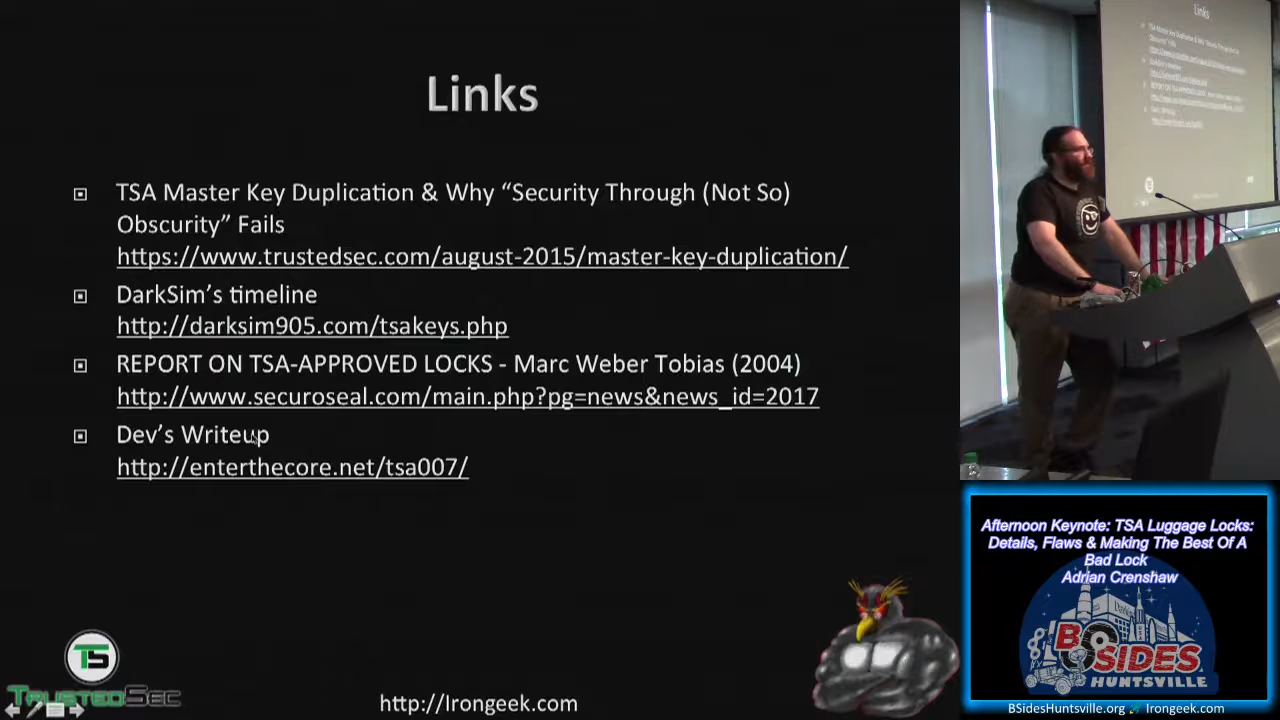 Links
TSA Master Key Duplication & Why “Security Through (Not So)
Obscurity” Fails
https://www.trustedsec.com/august-2015/master-key-duplication/
DarkSim’s timeline
http://darksim905.com/tsakeys.php
REPORT ON TSA-APPROVED LOCKS - Marc Weber Tobias (2004)
http://www.securoseal.com/main.php?pg=news&news_id=2017
Dev’s Writeup
http://enterthecore.net/tsa007/
TS
TRUSTEDSEC
http://Irongeek.com
Links
Afternoon Keynote: TSA Luggage Locks:
Details, Flaws & Making The Best Of A
Bad Lock
Adrian Crenshaw
BSIDES
HUNTSVILLE
BSidesHuntsville.org
Irongeek.com